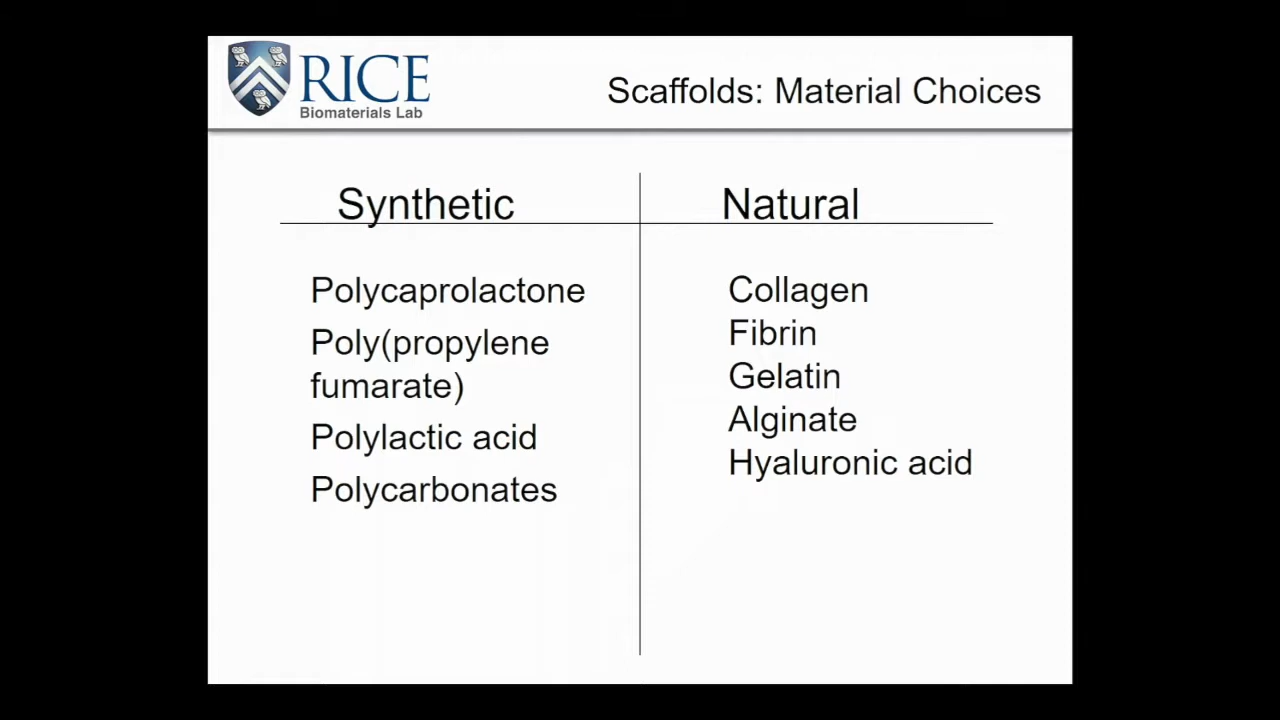 RICE
Biomaterials Lab
Scaffolds: Material Choices
Synthetic
Natural
Polycaprolactone
Poly(propylene
fumarate)
Polylactic acid
Polycarbonates
Collagen
Fibrin
Gelatin
Alginate
Hyaluronic acid